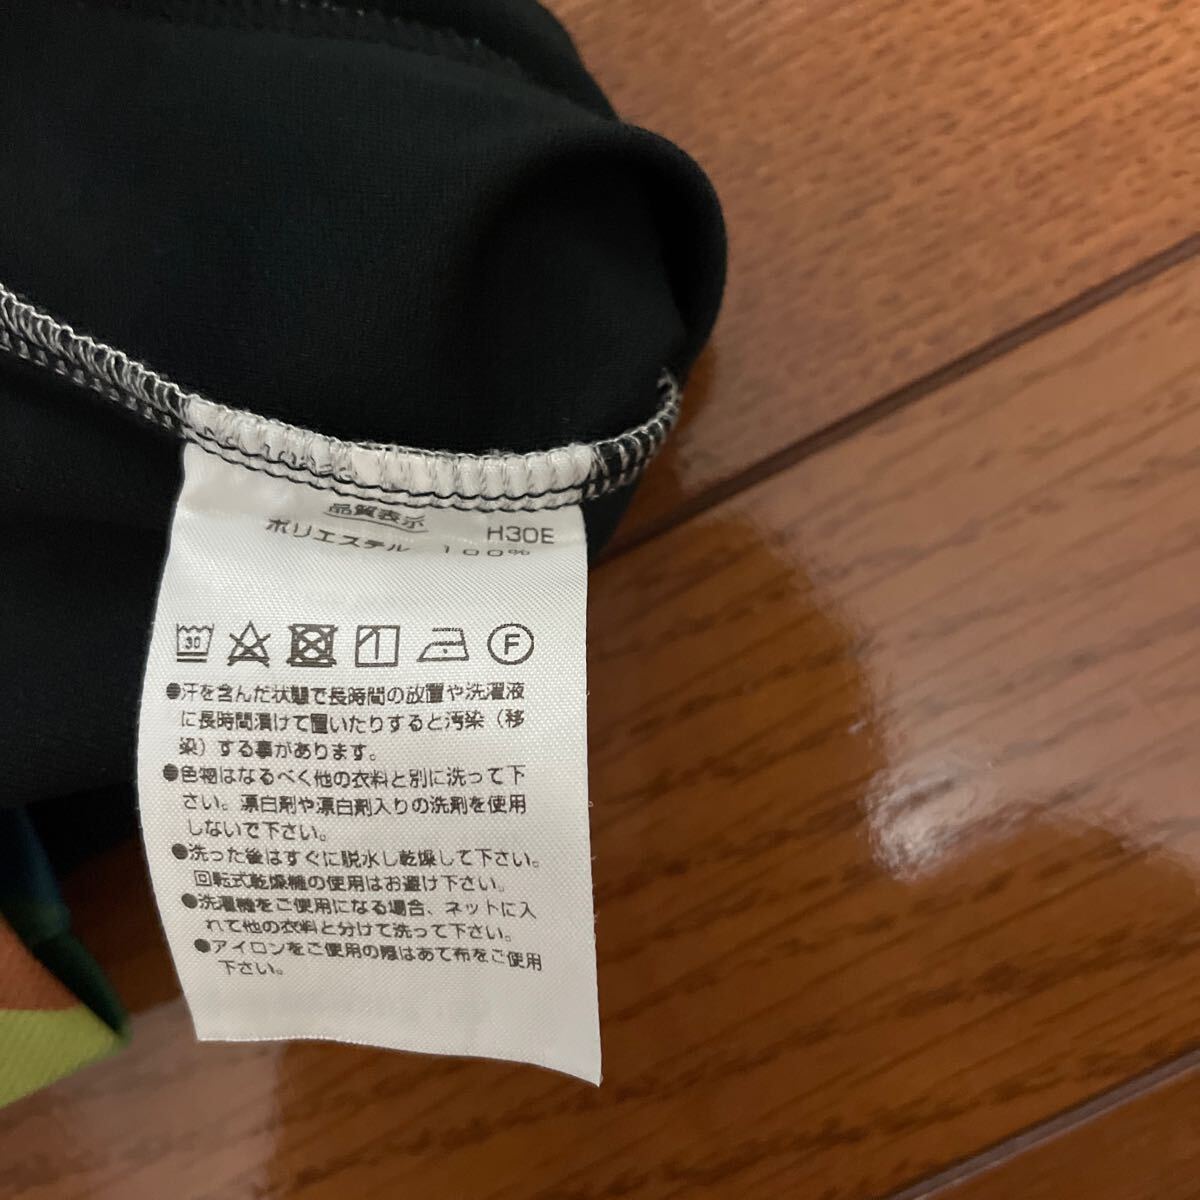 品質表示
ポリエステル 100% H30E
30 F
●汗を含んだ状態で長時間の放置や洗濯液
に長時間漬けて置いたりすると汚染（移
染）する事があります。
●色物はなるべく他の衣料と別に洗って下
さい。漂白剤や漂白剤入りの洗剤を使用
しないで下さい。
●洗った後はすぐに脱水し乾燥して下さい。
回転式乾燥機の使用はお避け下さい。
●洗濯機をご使用になる場合、ネットに入
れて他の衣料と分けて洗って下さい。
●アイロンをご使用の際はあて布をご使用
下さい。